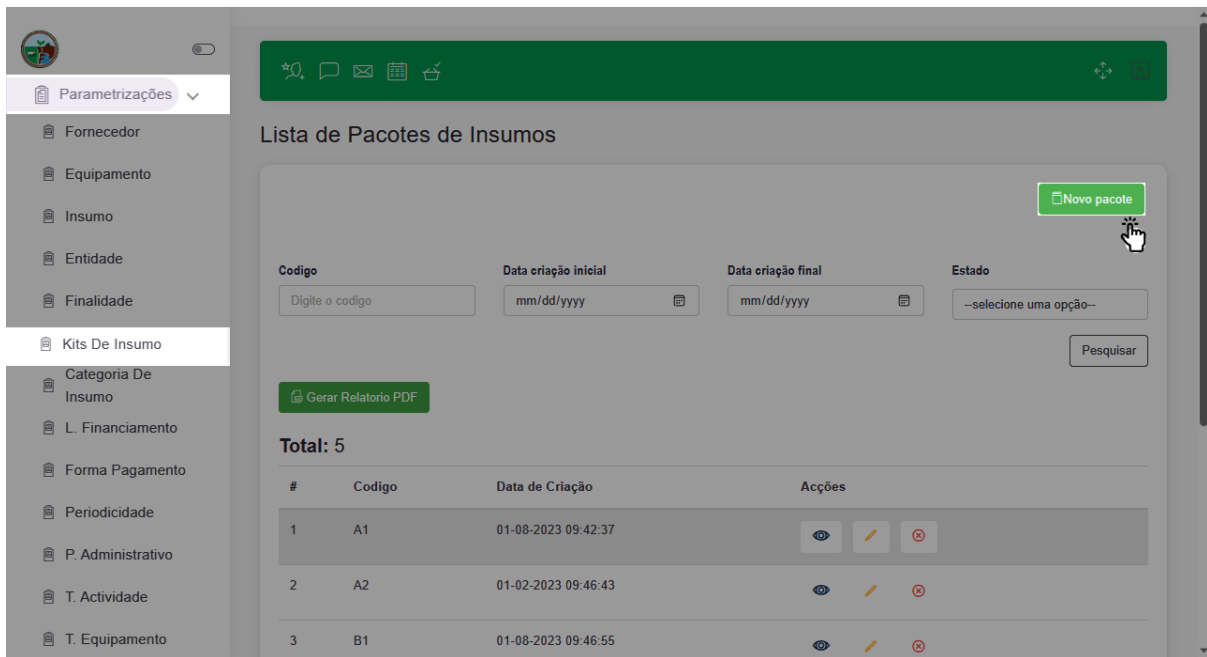 Parametrizações
Fornecedor
Equipamento
Insumo
Entidade
Finalidade
Kits De Insumo
Categoria De
Insumo
L. Financiamento
Forma Pagamento
Periodicidade
P. Administrativo
T. Actividade
T. Equipamento
Lista de Pacotes de Insumos
Novo pacote
Codigo Data criação inicial Data criação final Estado
Digite o codigo mm/dd/yyyy mm/dd/yyyy --selecione uma opção--
Pesquisar
Gerar Relatorio PDF
Total: 5
# Codigo Data de Criação Acções
1 A1 01-08-2023 09:42:37
2 A2 01-02-2023 09:46:43
3 B1 01-08-2023 09:46:55